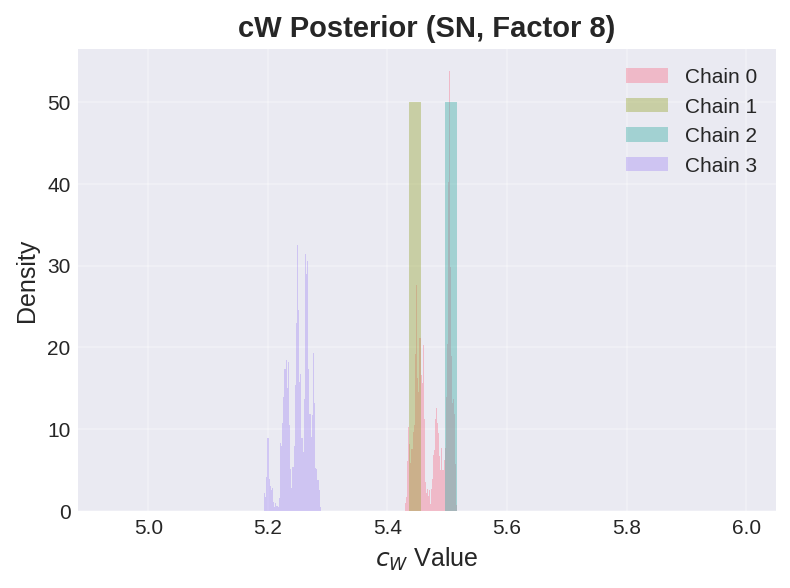 cW Posterior (SN, Factor 8)
Chain 0
Chain 1
Chain 2
Chain 3
Density
50
40
30
20
10
0
5.0 5.2 5.4 5.6 5.8 6.0
c_W Value